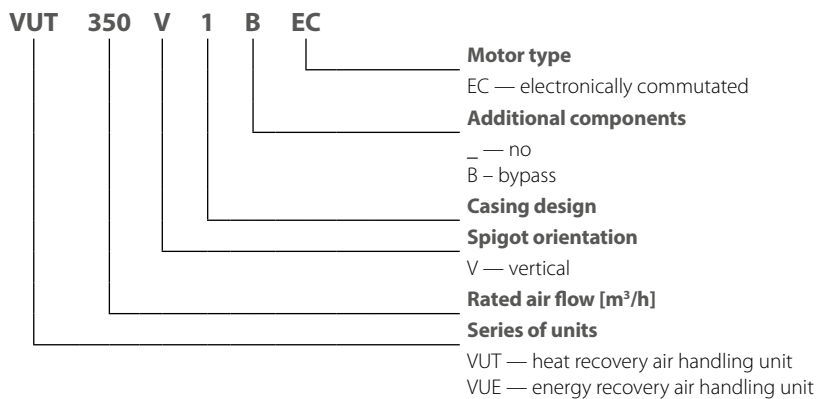 VUT 350 V 1 B EC
Motor type
EC — electronically commutated
Additional components
_ — no
B – bypass
Casing design
Spigot orientation
V — vertical
Rated air flow [m³/h]
Series of units
VUT — heat recovery air handling unit
VUE — energy recovery air handling unit